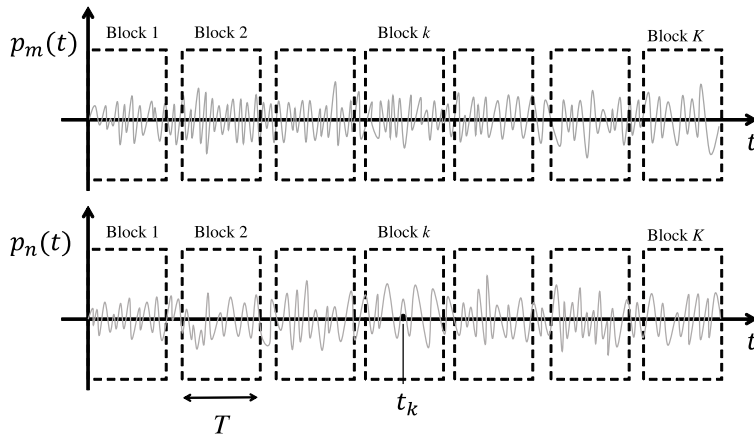 p_m(t)
Block 1 Block 2 Block k Block K
t
p_n(t)
Block 1 Block 2 Block k Block K
t
T
t_k